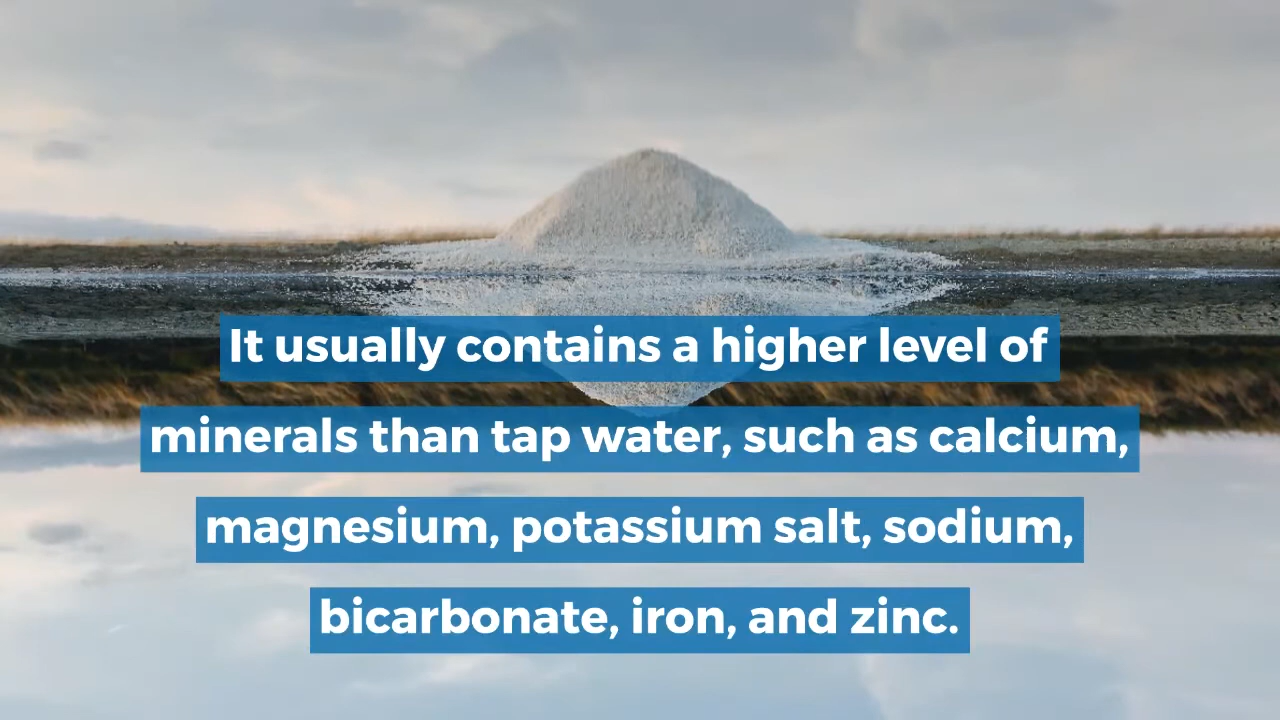 It usually contains a higher level of
minerals than tap water, such as calcium,
magnesium, potassium salt, sodium,
bicarbonate, iron, and zinc.